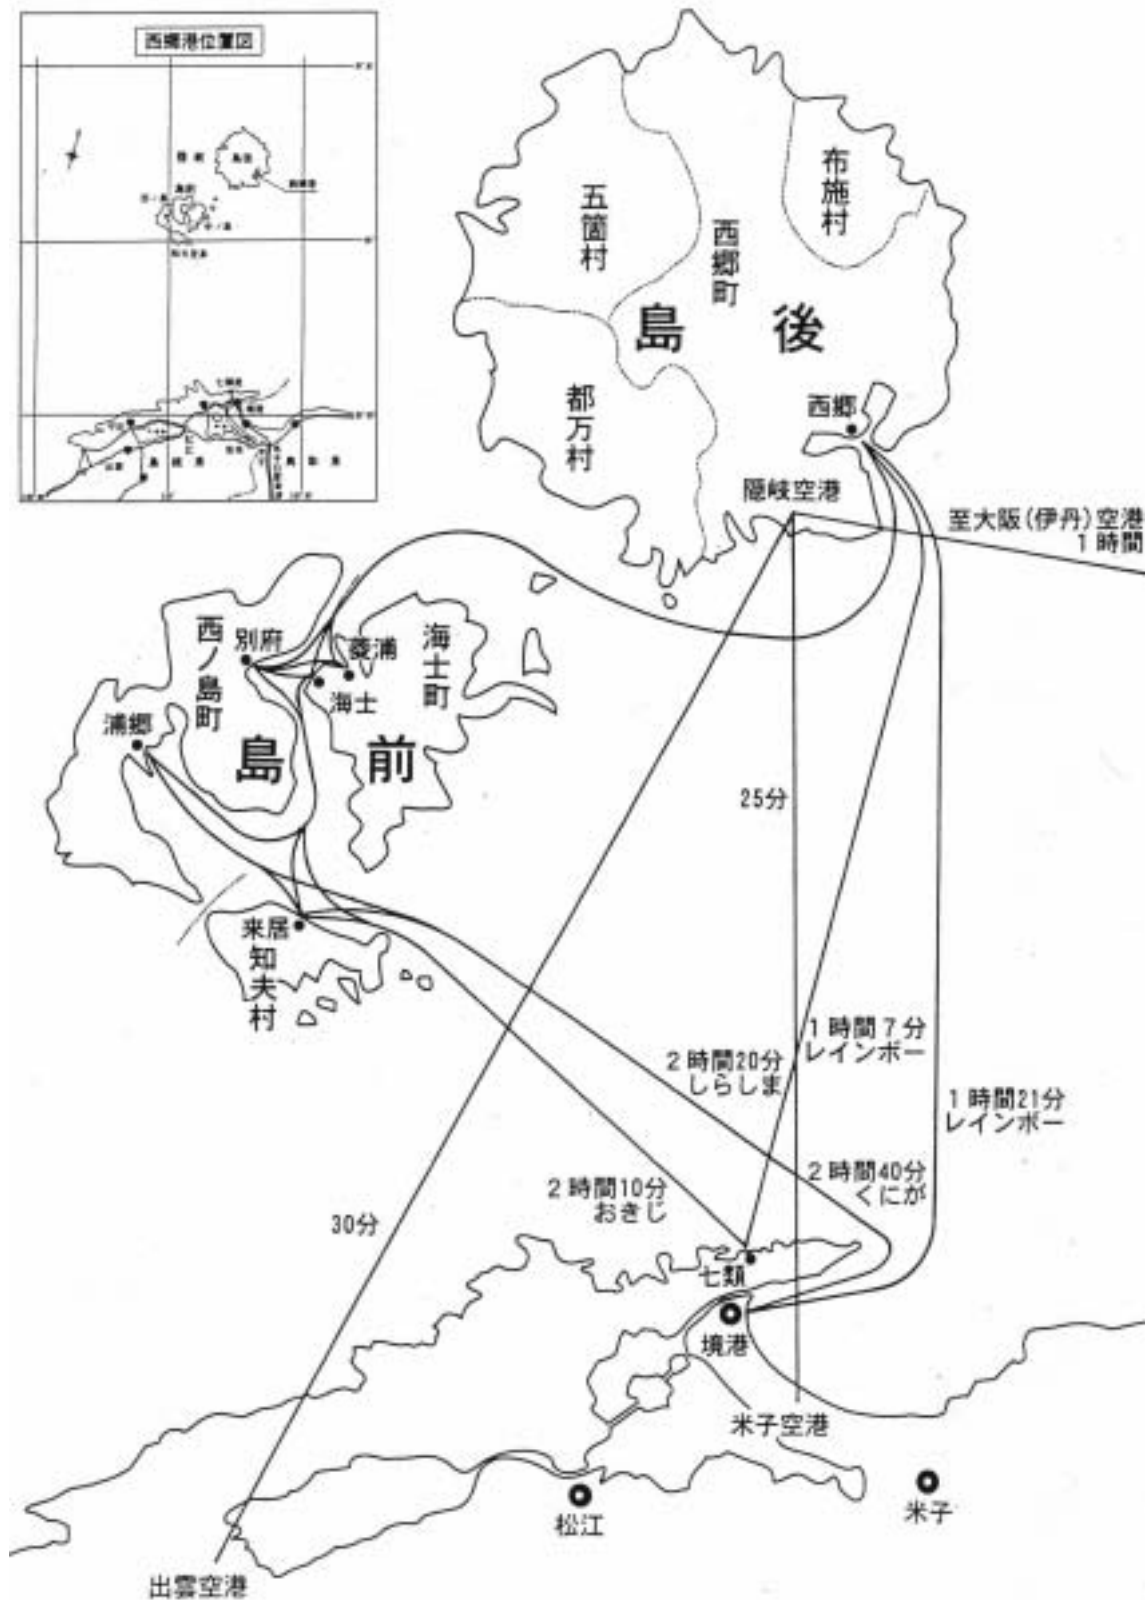 西郷港位置図
島後
布施村
五箇村
西郷町
島後
都万村
西郷
隠岐空港
至大阪(伊丹)空港
1時間
西ノ島町
別府
菱浦
海士町
海士
浦郷
島前
25分
来居
知夫村
1時間7分
レインボー
2時間20分
しらしま
1時間21分
レインボー
2時間40分
くにが
2時間10分
おきじ
30分
七類
境港
米子空港
米子
松江
出雲空港